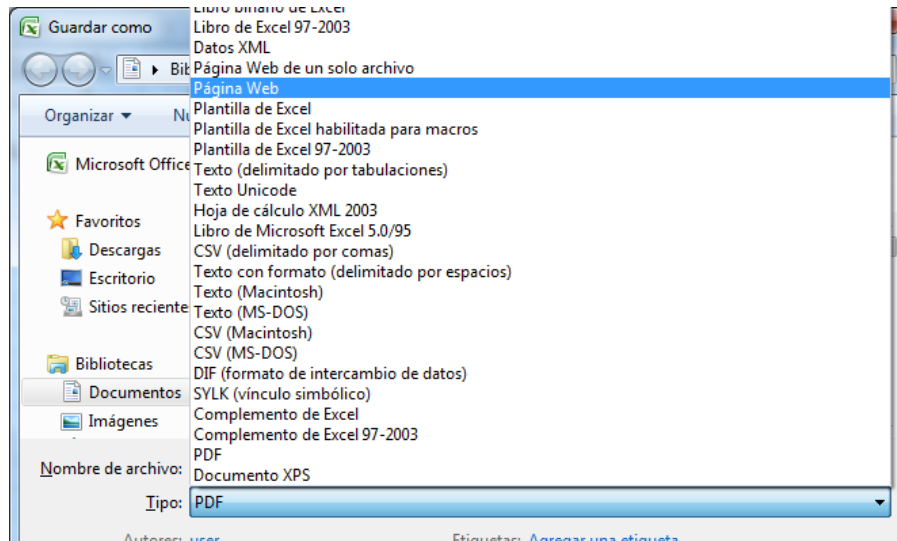 Guardar como
Libro binario de Excel
Libro de Excel 97-2003
Datos XML
Página Web de un solo archivo
Página Web
Plantilla de Excel
Plantilla de Excel habilitada para macros
Plantilla de Excel 97-2003
Texto (delimitado por tabulaciones)
Texto Unicode
Hoja de cálculo XML 2003
Libro de Microsoft Excel 5.0/95
CSV (delimitado por comas)
Texto con formato (delimitado por espacios)
Texto (Macintosh)
Texto (MS-DOS)
CSV (Macintosh)
CSV (MS-DOS)
DIF (formato de intercambio de datos)
SYLK (vínculo simbólico)
Complemento de Excel
Complemento de Excel 97-2003
PDF
Documento XPS
Bib
Organizar
Nu
Microsoft Office
Favoritos
Descargas
Escritorio
Sitios reciente
Bibliotecas
Documentos
Imágenes
Nombre de archivo:
Tipo: PDF
Autores: user
Etiquetas: Agregar una etiqueta